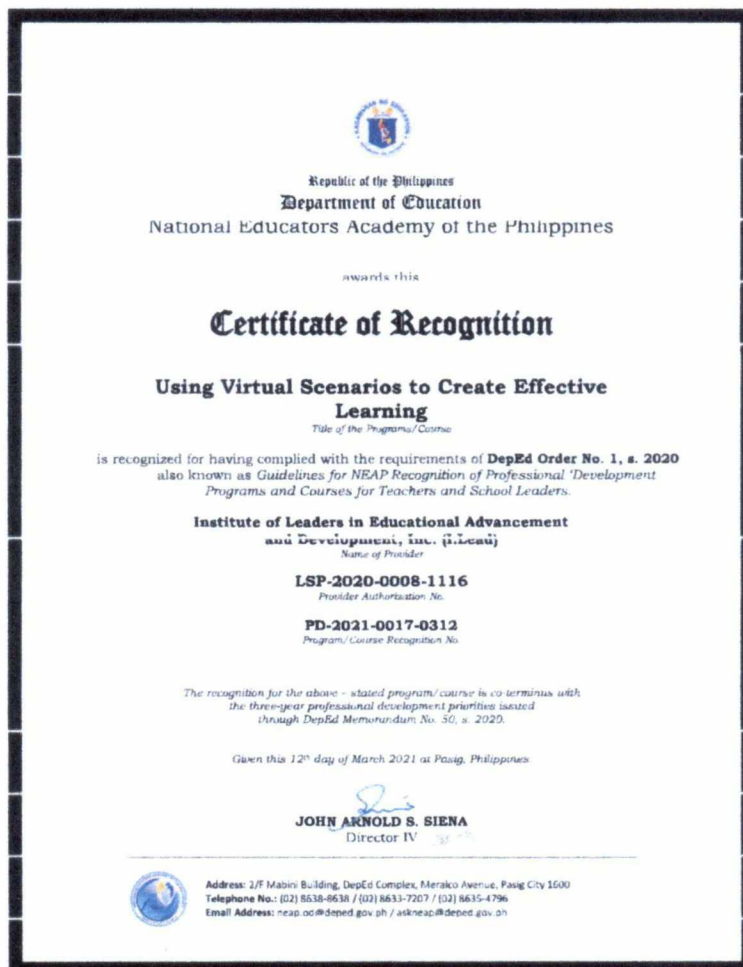 Republic of the Philippines
Department of Education
National Educators Academy of the Philippines
awards this
Certificate of Recognition
Using Virtual Scenarios to Create Effective
Learning
Title of the Programs/Course
is recognized for having complied with the requirements of DepEd Order No. 1, s. 2020
also known as Guidelines for NEAP Recognition of Professional 'Development
Programs and Courses for Teachers and School Leaders.
Institute of Leaders in Educational Advancement
and Development, Inc. (I.Lead)
Name of Provider
LSP-2020-0008-1116
Provider Authorization No.
PD-2021-0017-0312
Program/Course Recognition No.
The recognition for the above – stated program/course is co-terminus with
the three-year professional development priorities issued
through DepEd Memorandum No. 50, s. 2020.
Given this 12th day of March 2021 at Pasig, Philippines
JOHN ARNOLD S. SIENA
Director IV
Address: 2/F Mabini Building, DepEd Complex, Meralco Avenue, Pasig City 1600
Telephone No.: (02) 8638-8638 / (02) 8633-7207 / (02) 8635-4796
Email Address: neap.od@deped.gov.ph / askneap@deped.gov.ph